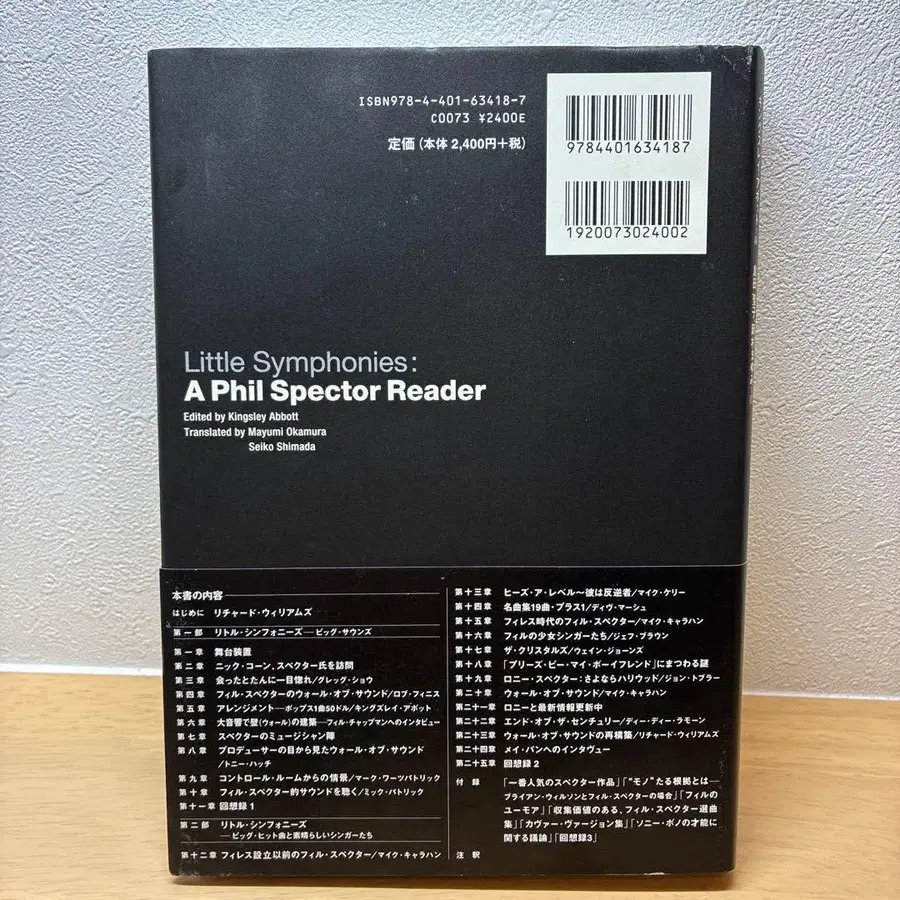 ISBN978-4-401-63418-7
C0073 ¥2400E
定価(本体 2,400円+税)
9784401634187
1920073024002
Little Symphonies:
A Phil Spector Reader
Edited by Kingsley Abbott
Translated by Mayumi Okamura
Seiko Shimada
本書の内容
はじめに リチャード・ウィリアムズ
第一部 リトル・シンフォニーズ―ビッグ・サウンズ
第一章 舞台装置
第二章 ニック・コーン、スペクター氏を訪問
第三章 会ったとたんに一目惚れ/グレッグ・ショウ
第四章 フィル・スペクターのウォール・オブ・サウンド/ロブ・フィニス
第五章 アレンジメント―ポップス1曲50ドル/キングズレイ・アボット
第六章 大音響で壁(ウォール)の建築―フィル・チャップマンへのインタビュー
第七章 スペクターのミュージシャン陣
第八章 プロデューサーの目から見たウォール・オブ・サウンド
/トニー・ハッチ
第九章 コントロール・ルームからの情景/マーク・ワーツパトリック
第十章 フィル・スペクター的サウンドを聴く/ミック・パトリック
第十一章 回想録1
第二部 リトル・シンフォニーズ
―ビッグ・ヒット曲と素晴らしいシンガーたち
第十二章 フィレス設立以前のフィル・スペクター/マイク・キャラハン
第十三章 ヒーズ・ア・レベル~彼は反逆者/マイク・ケリー
第十四章 名曲集19曲・プラス1/ディヴ・マーシュ
第十五章 フィレス時代のフィル・スペクター/マイク・キャラハン
第十六章 フィルの少女シンガーたち/ジェフ・ブラウン
第十七章 ザ・クリスタルズ/ウェイン・ジョーンズ
第十八章 「プリーズ・ビー・マイ・ボーイフレンド」にまつわる謎
第十九章 ロニー・スペクター:さよならハリウッド/ジョン・トブラー
第二十章 ウォール・オブ・サウンド/マイク・キャラハン
第二十一章 ロニーと最新情報更新中
第二十二章 エンド・オブ・ザ・センチュリー/ディー・ディー・ラモーン
第二十三章 ウォール・オブ・サウンドの再構築/リチャード・ウィリアムズ
第二十四章 メイ・パンへのインタヴュー
第二十五章 回想録2
付録 「一番人気のスペクター作品」「“モノ”たる根拠とは―
ブライアン・ウィルソンとフィル・スペクターの場合」「フィルの
ユーモア」「収集価値のある、フィル・スペクター選曲
集」「カヴァー・ヴァージョン集」「ソニー・ボノの才能に
関する議論」「回想録3」
注釈